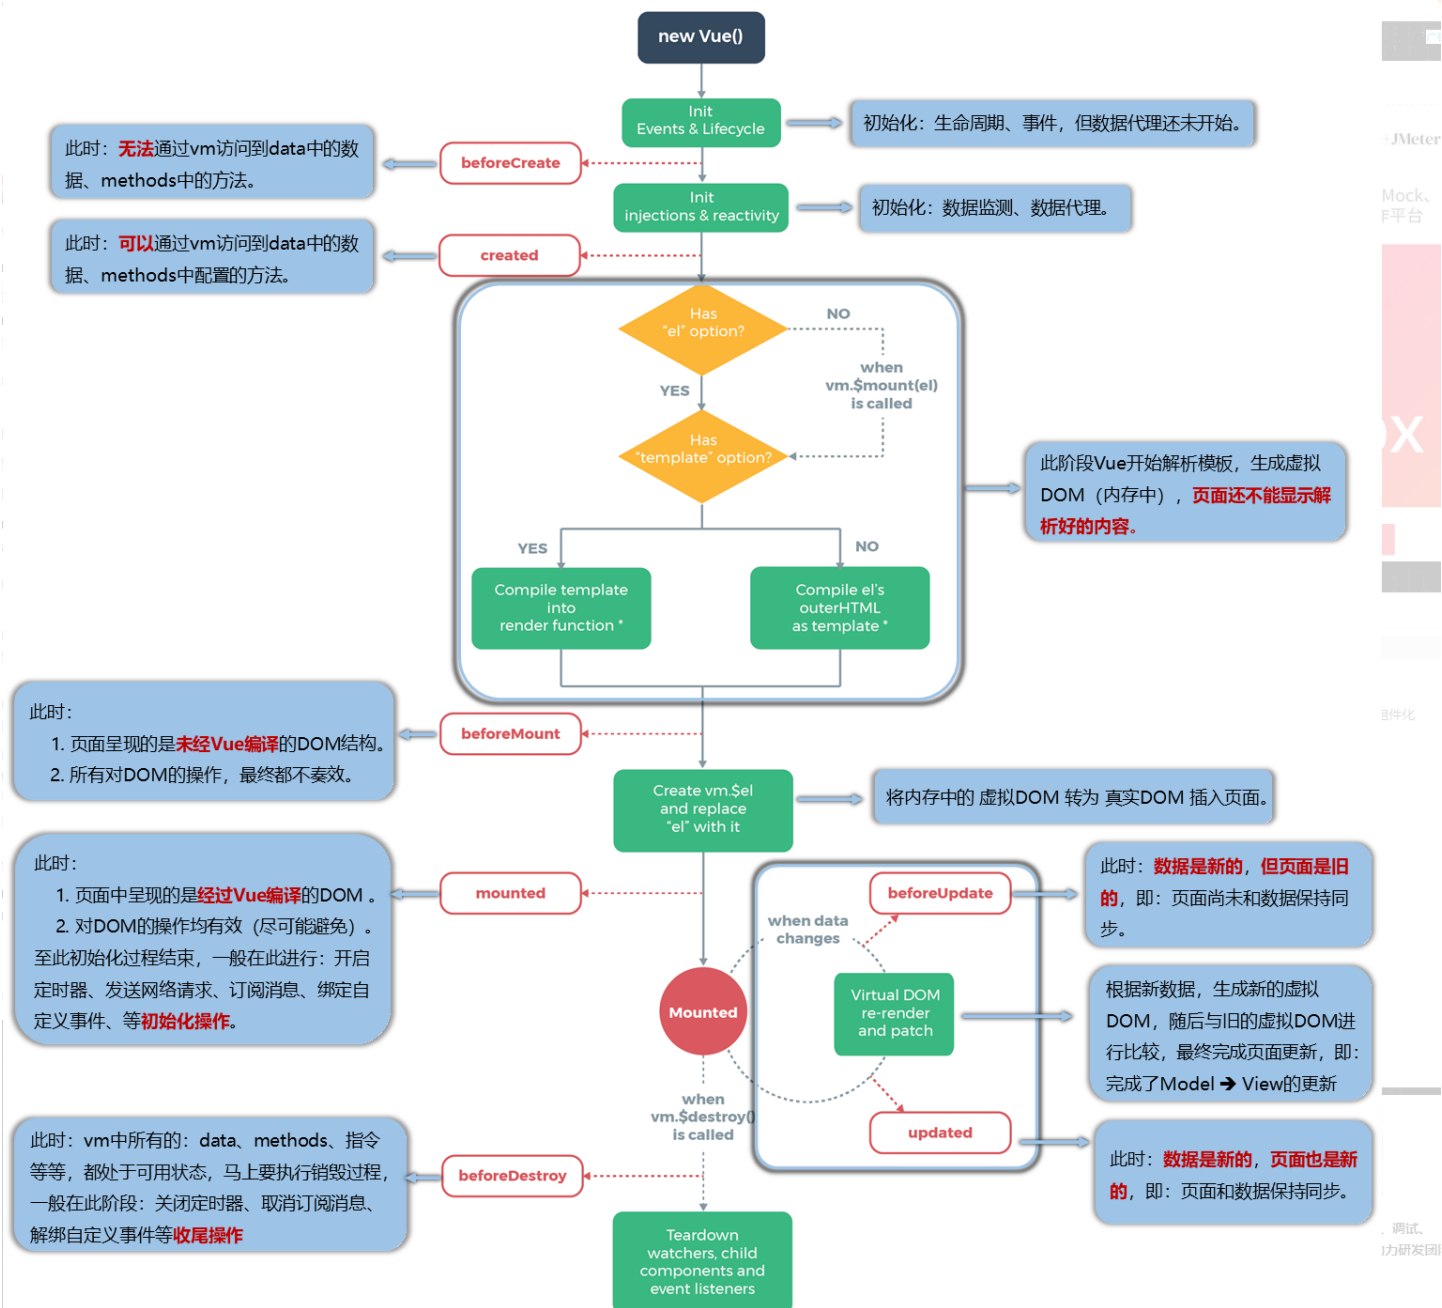 new Vue()
Init
Events & Lifecycle
初始化：生命周期、事件，但数据代理还未开始。
此时：无法通过vm访问到data中的数
据、methods中的方法。
beforeCreate
Init
injections & reactivity
初始化：数据监测、数据代理。
此时：可以通过vm访问到data中的数
据、methods中配置的方法。
created
Has
“el” option?
NO
when
vm.$mount(el)
is called
YES
Has
“template” option?
此阶段Vue开始解析模板，生成虚拟
DOM（内存中），页面还不能显示解
析好的内容。
YES
NO
Compile template
into
render function *
Compile el's
outerHTML
as template *
此时：
1. 页面呈现的是未经Vue编译的DOM结构。
2. 所有对DOM的操作，最终都不奏效。
beforeMount
Create vm.$el
and replace
“el” with it
将内存中的 虚拟DOM 转为 真实DOM 插入页面。
此时：
1. 页面中呈现的是经过Vue编译的DOM 。
2. 对DOM的操作均有效（尽可能避免）。
至此初始化过程结束，一般在此进行：开启
定时器、发送网络请求、订阅消息、绑定自
定义事件、等初始化操作。
mounted
Mounted
when data
changes
beforeUpdate
此时：数据是新的，但页面是旧
的，即：页面尚未和数据保持同
步。
Virtual DOM
re-render
and patch
根据新数据，生成新的虚拟
DOM，随后与旧的虚拟DOM进
行比较，最终完成页面更新，即：
完成了Model ➔ View的更新
updated
此时：数据是新的，页面也是新
的，即：页面和数据保持同步。
when
vm.$destroy()
is called
此时：vm中所有的：data、methods、指令
等等，都处于可用状态，马上要执行销毁过程，
一般在此阶段：关闭定时器、取消订阅消息、
解绑自定义事件等收尾操作
beforeDestroy
Teardown
watchers, child
components and
event listeners
+JMeter
Mock、
作平台
组件化
、调试、